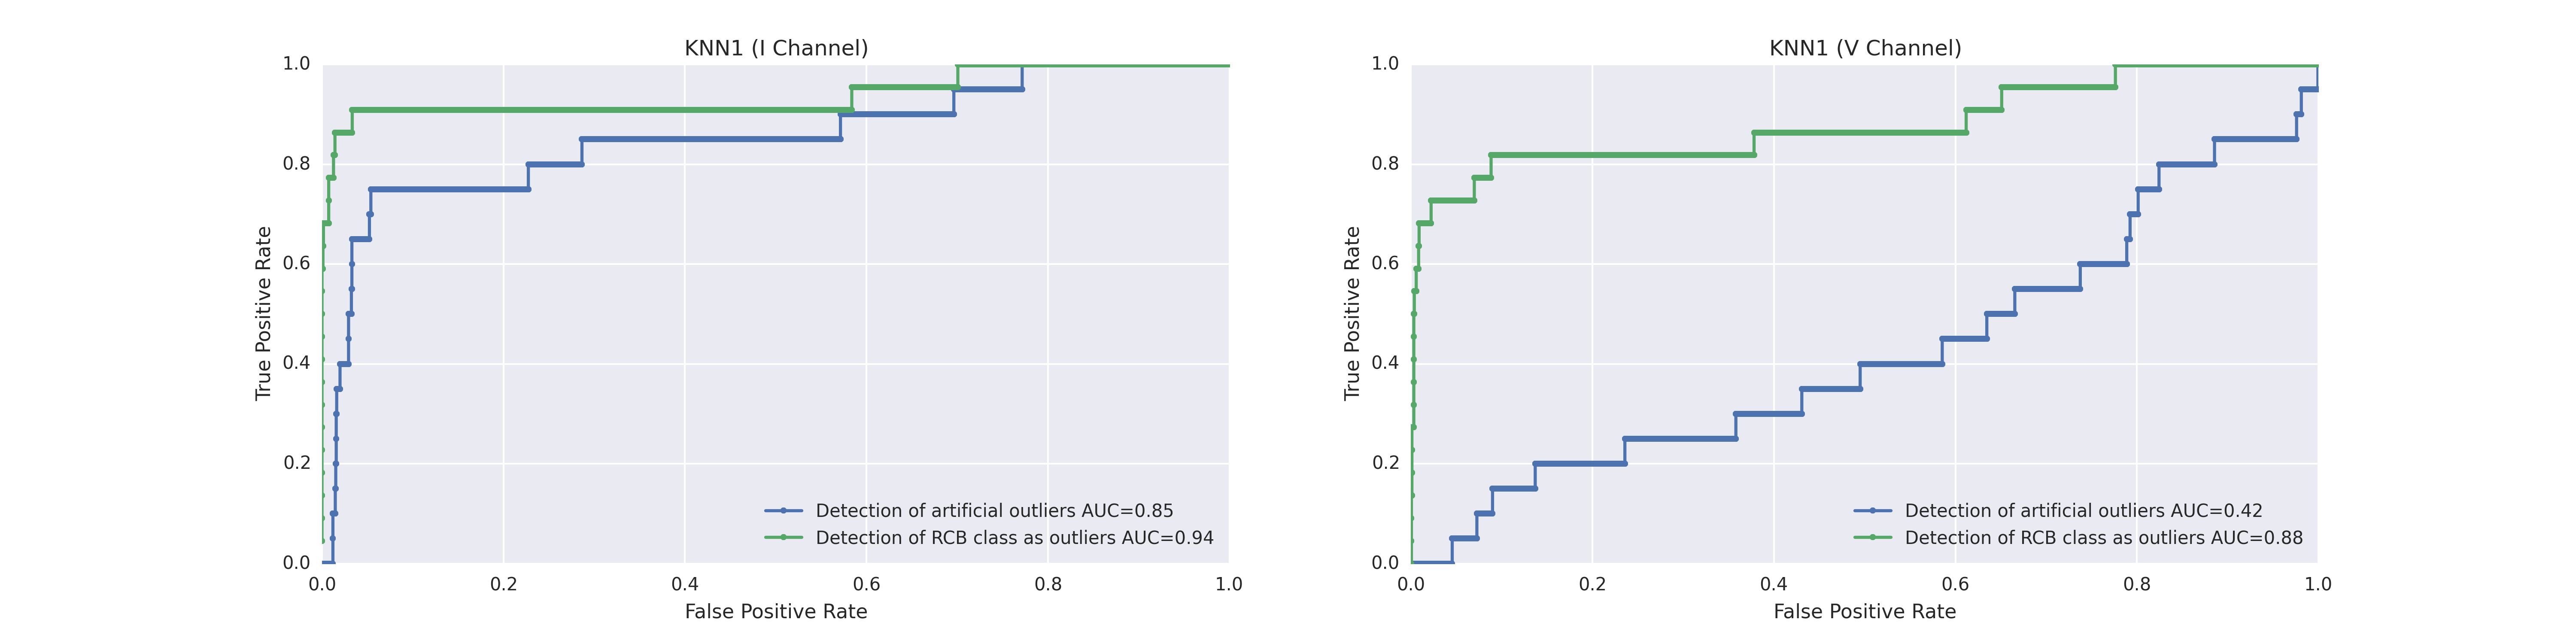 KNN1 (I Channel)
1.0
0.8
0.6
0.4
0.2
0.0
True Positive Rate
Detection of artificial outliers AUC=0.85
Detection of RCB class as outliers AUC=0.94
0.0 0.2 0.4 0.6 0.8 1.0
False Positive Rate
KNN1 (V Channel)
1.0
0.8
0.6
0.4
0.2
0.0
True Positive Rate
Detection of artificial outliers AUC=0.42
Detection of RCB class as outliers AUC=0.88
0.0 0.2 0.4 0.6 0.8 1.0
False Positive Rate